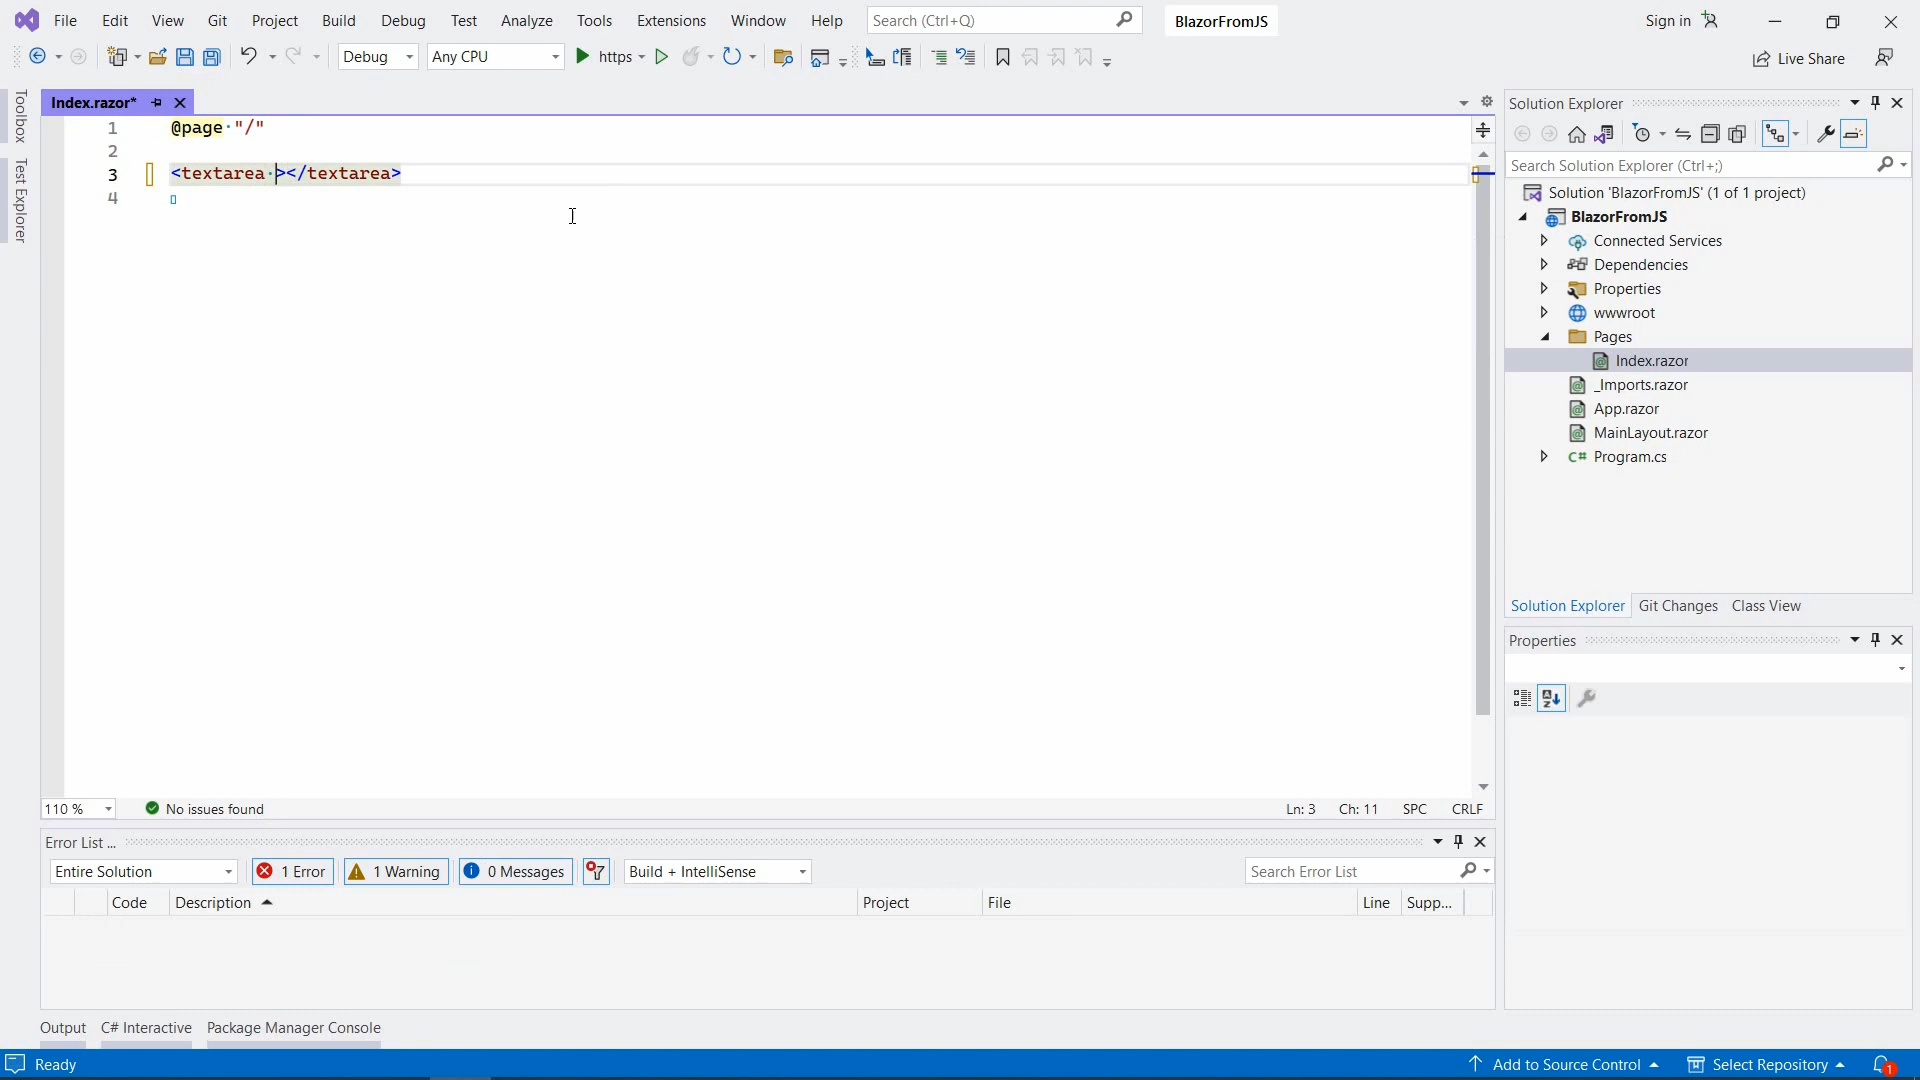 File Edit View Git Project Build Debug Test Analyze Tools Extensions Window Help Search (Ctrl+Q) BlazorFromJS Sign in
Debug Any CPU https Live Share
Toolbox
Test Explorer
Index.razor*
1 @page "/"
2
3 <textarea ></textarea>
4
110 % No issues found Ln: 3 Ch: 11 SPC CRLF
Error List ...
Entire Solution 1 Error 1 Warning 0 Messages Build + IntelliSense Search Error List
Code Description Project File Line Supp...
Output C# Interactive Package Manager Console
Solution Explorer
Search Solution Explorer (Ctrl+;)
Solution 'BlazorFromJS' (1 of 1 project)
BlazorFromJS
Connected Services
Dependencies
Properties
wwwroot
Pages
Index.razor
_Imports.razor
App.razor
MainLayout.razor
C# Program.cs
Solution Explorer Git Changes Class View
Properties
Ready Add to Source Control Select Repository 1